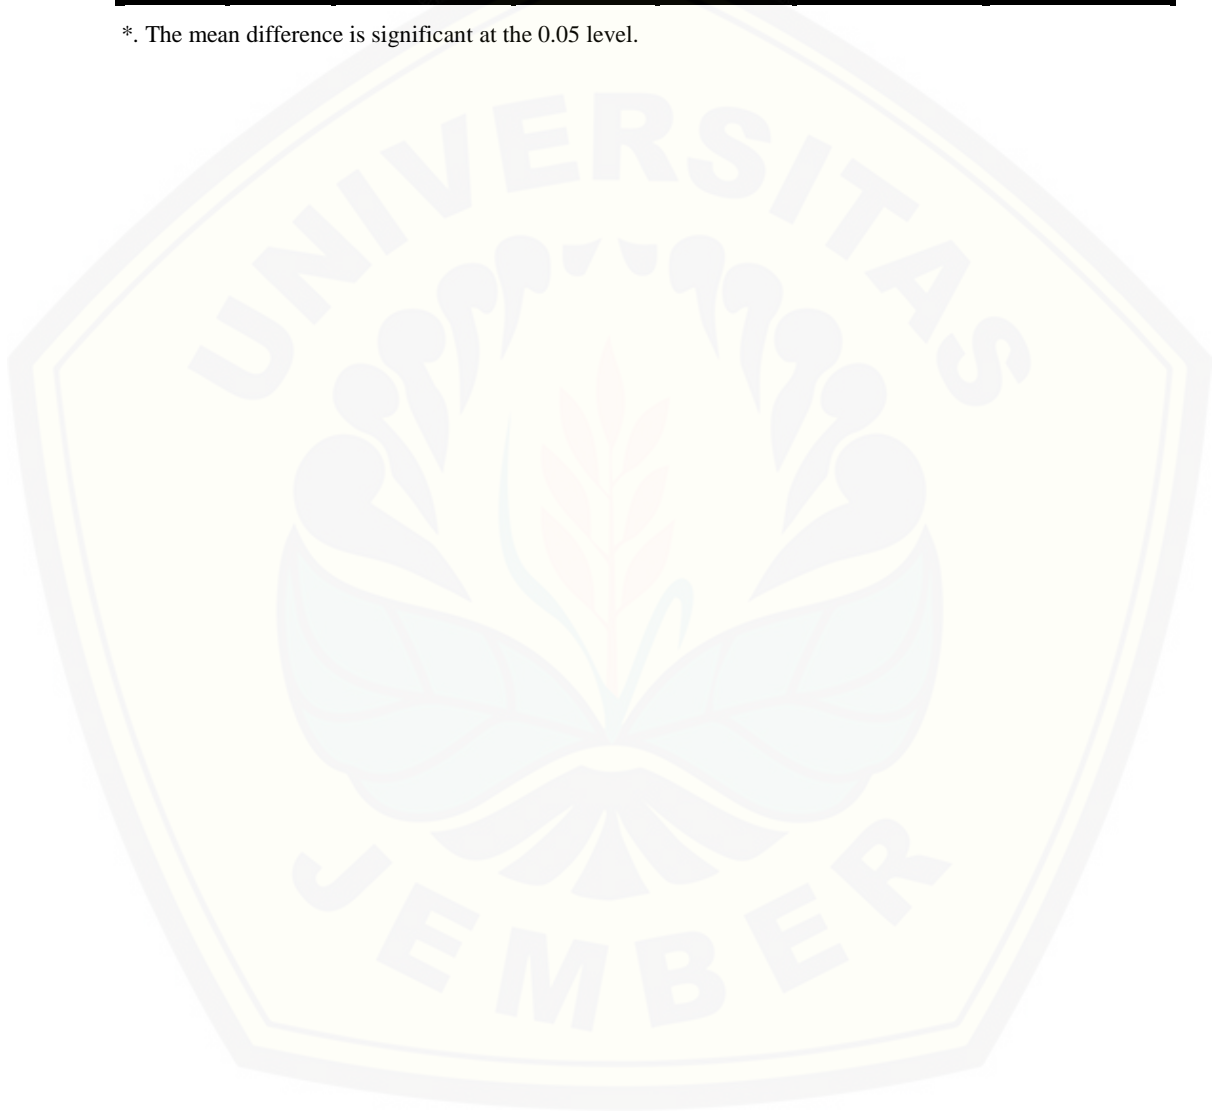 *. The mean difference is significant at the 0.05 level.
UNIVERSITAS
JEMBER